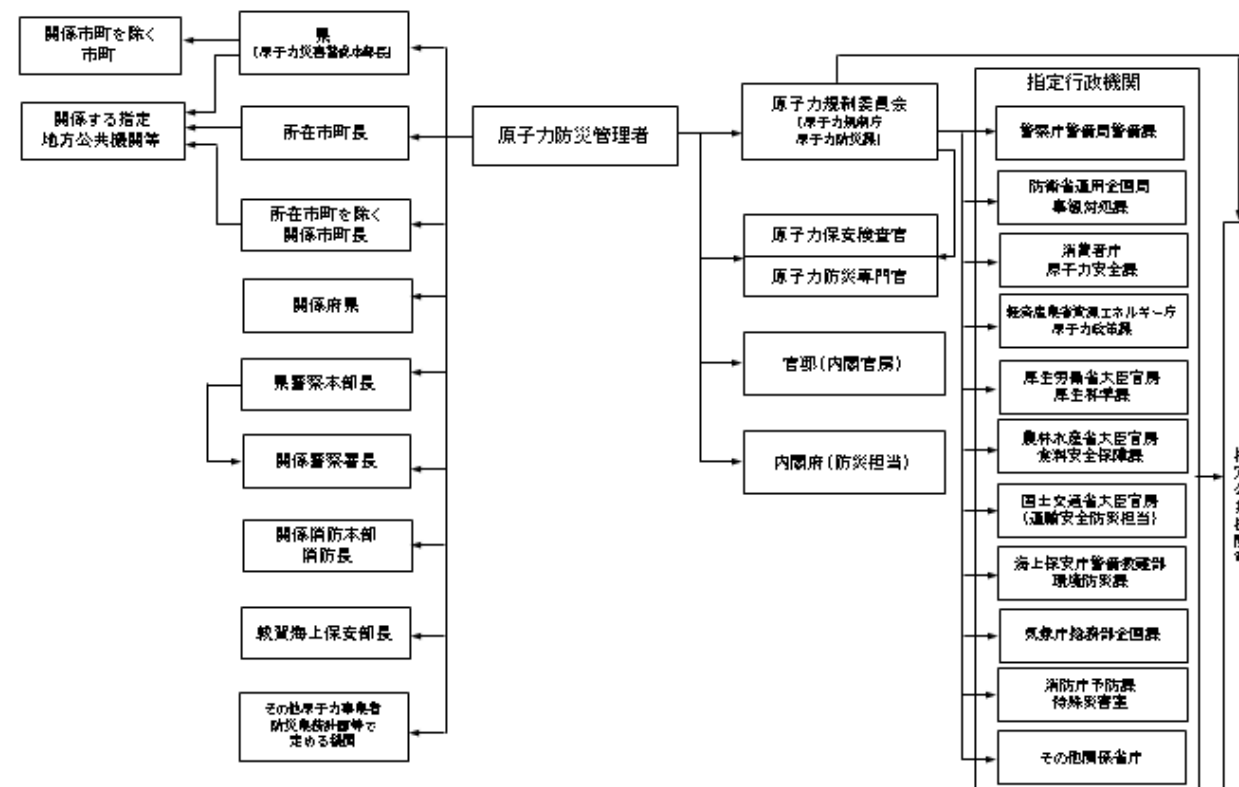 関係市町を除く
市町
県
(原子力災害警戒本部長)
関係する指定
地方公共機関等
所在市町長
所在市町を除く
関係市町長
関係府県
県警察本部長
関係警察署長
関係消防本部
消防長
敦賀海上保安部長
その他原子力事業者
防災業務計画等で
定める機関
原子力防災管理者
原子力規制委員会
(原子力規制庁
原子力防災課)
原子力保安検査官
原子力防災専門官
官邸(内閣官房)
内閣府(防災担当)
指定行政機関
警察庁警備局警備課
防衛省運用企画局
事態対処課
消費者庁
原子力安全課
経済産業省資源エネルギー庁
原子力政策課
厚生労働省大臣官房
厚生科学課
農林水産省大臣官房
食料安全保障課
国土交通省大臣官房
(運輸安全防災担当)
海上保安庁警備救難部
環境防災課
気象庁総務部企画課
消防庁予防課
特殊災害室
その他関係省庁